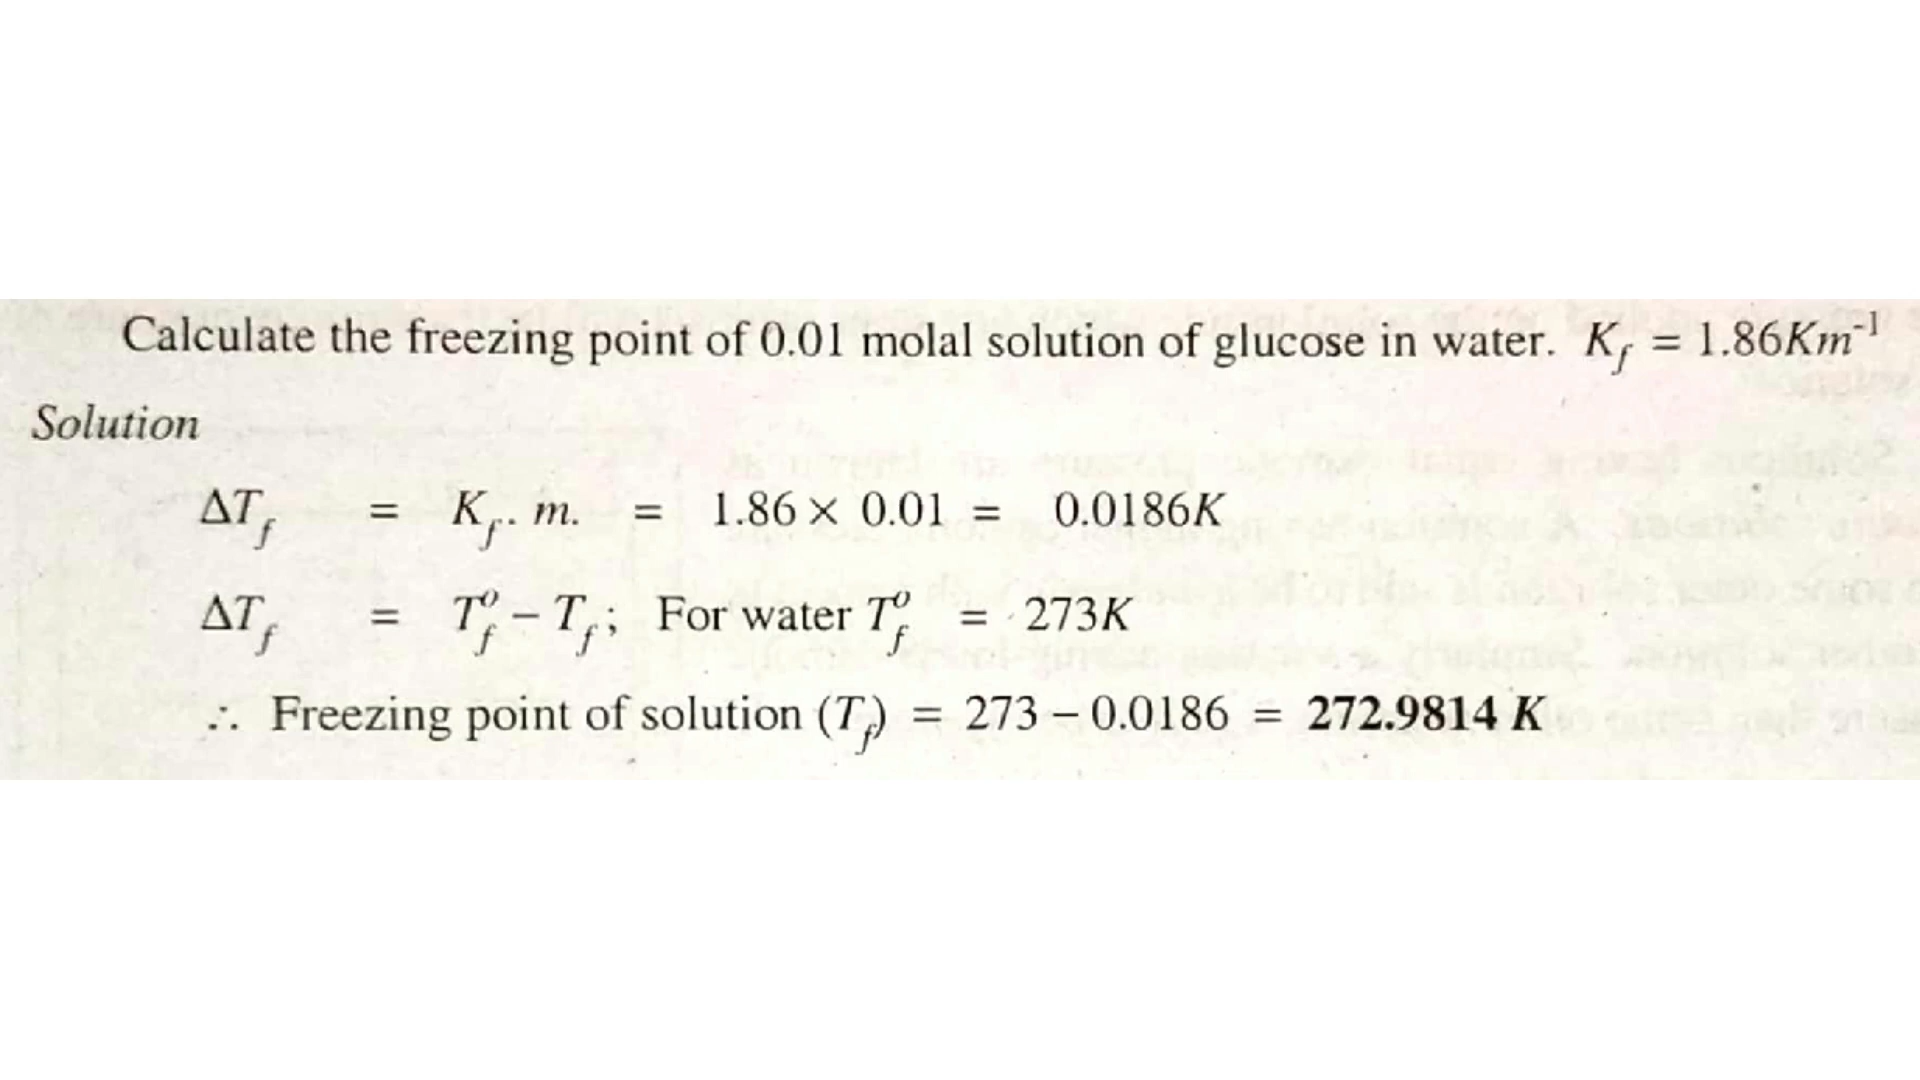 Calculate the freezing point of 0.01 molal solution of glucose in water. K_f = 1.86Km⁻¹
Solution
ΔT_f = K_f. m. = 1.86 × 0.01 = 0.0186K
ΔT_f = T°_f – T_f; For water T°_f = 273K
∴ Freezing point of solution (T_f) = 273 – 0.0186 = 272.9814 K